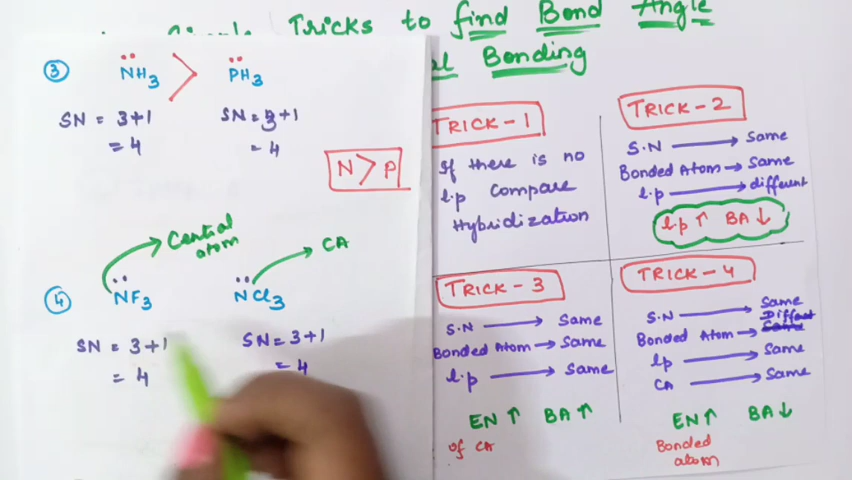 Simple Tricks to find Bond Angle
Bonding
③
NH3 > PH3
SN = 3+1
= 4
SN = 3+1
= 4
N > P
Central
atom
CA
④
NF3
NCl3
SN = 3+1
= 4
SN = 3+1
= 4
TRICK-1
If there is no
l.p compare
Hybridization
TRICK-2
S.N → Same
Bonded Atom → Same
l.p → different
lp ↑ BA ↓
TRICK-3
S.N → Same
Bonded Atom → Same
l.p → Same
EN ↑ BA ↑
of CA
TRICK-4
S.N → Same
Bonded Atom → Diffent
lp → Same
CA → Same
EN ↑ BA ↓
Bonded
atom